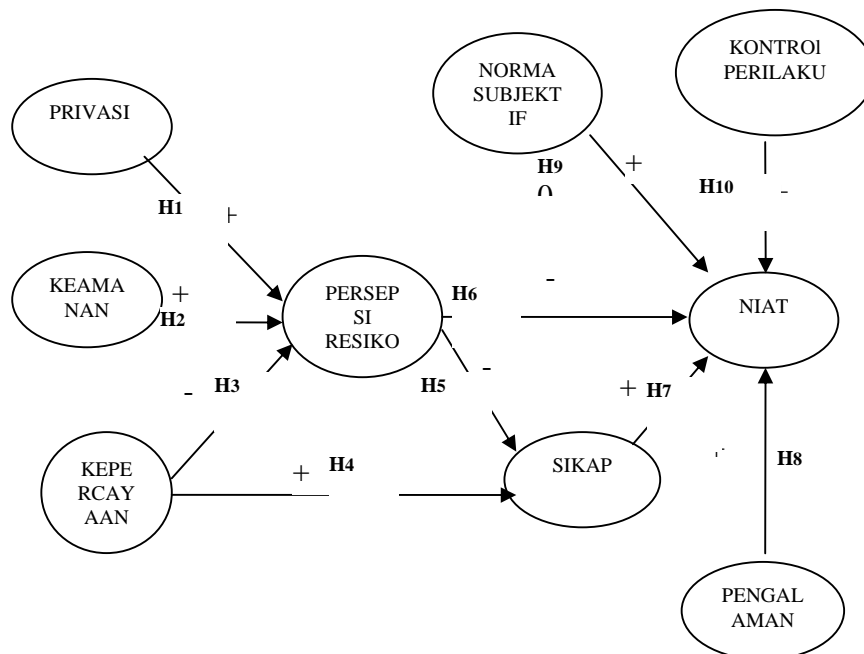 KONTROl
PERILAKU
NORMA
SUBJEKT
IF
PRIVASI
H9
+
H10
-
H1
+
KEAMA
NAN
+
H2
PERSEP
SI
RESIKO
H6
-
NIAT
-
H3
H5
-
+
H7
KEPE
RCAY
AAN
+
H4
SIKAP
H8
PENGAL
AMAN